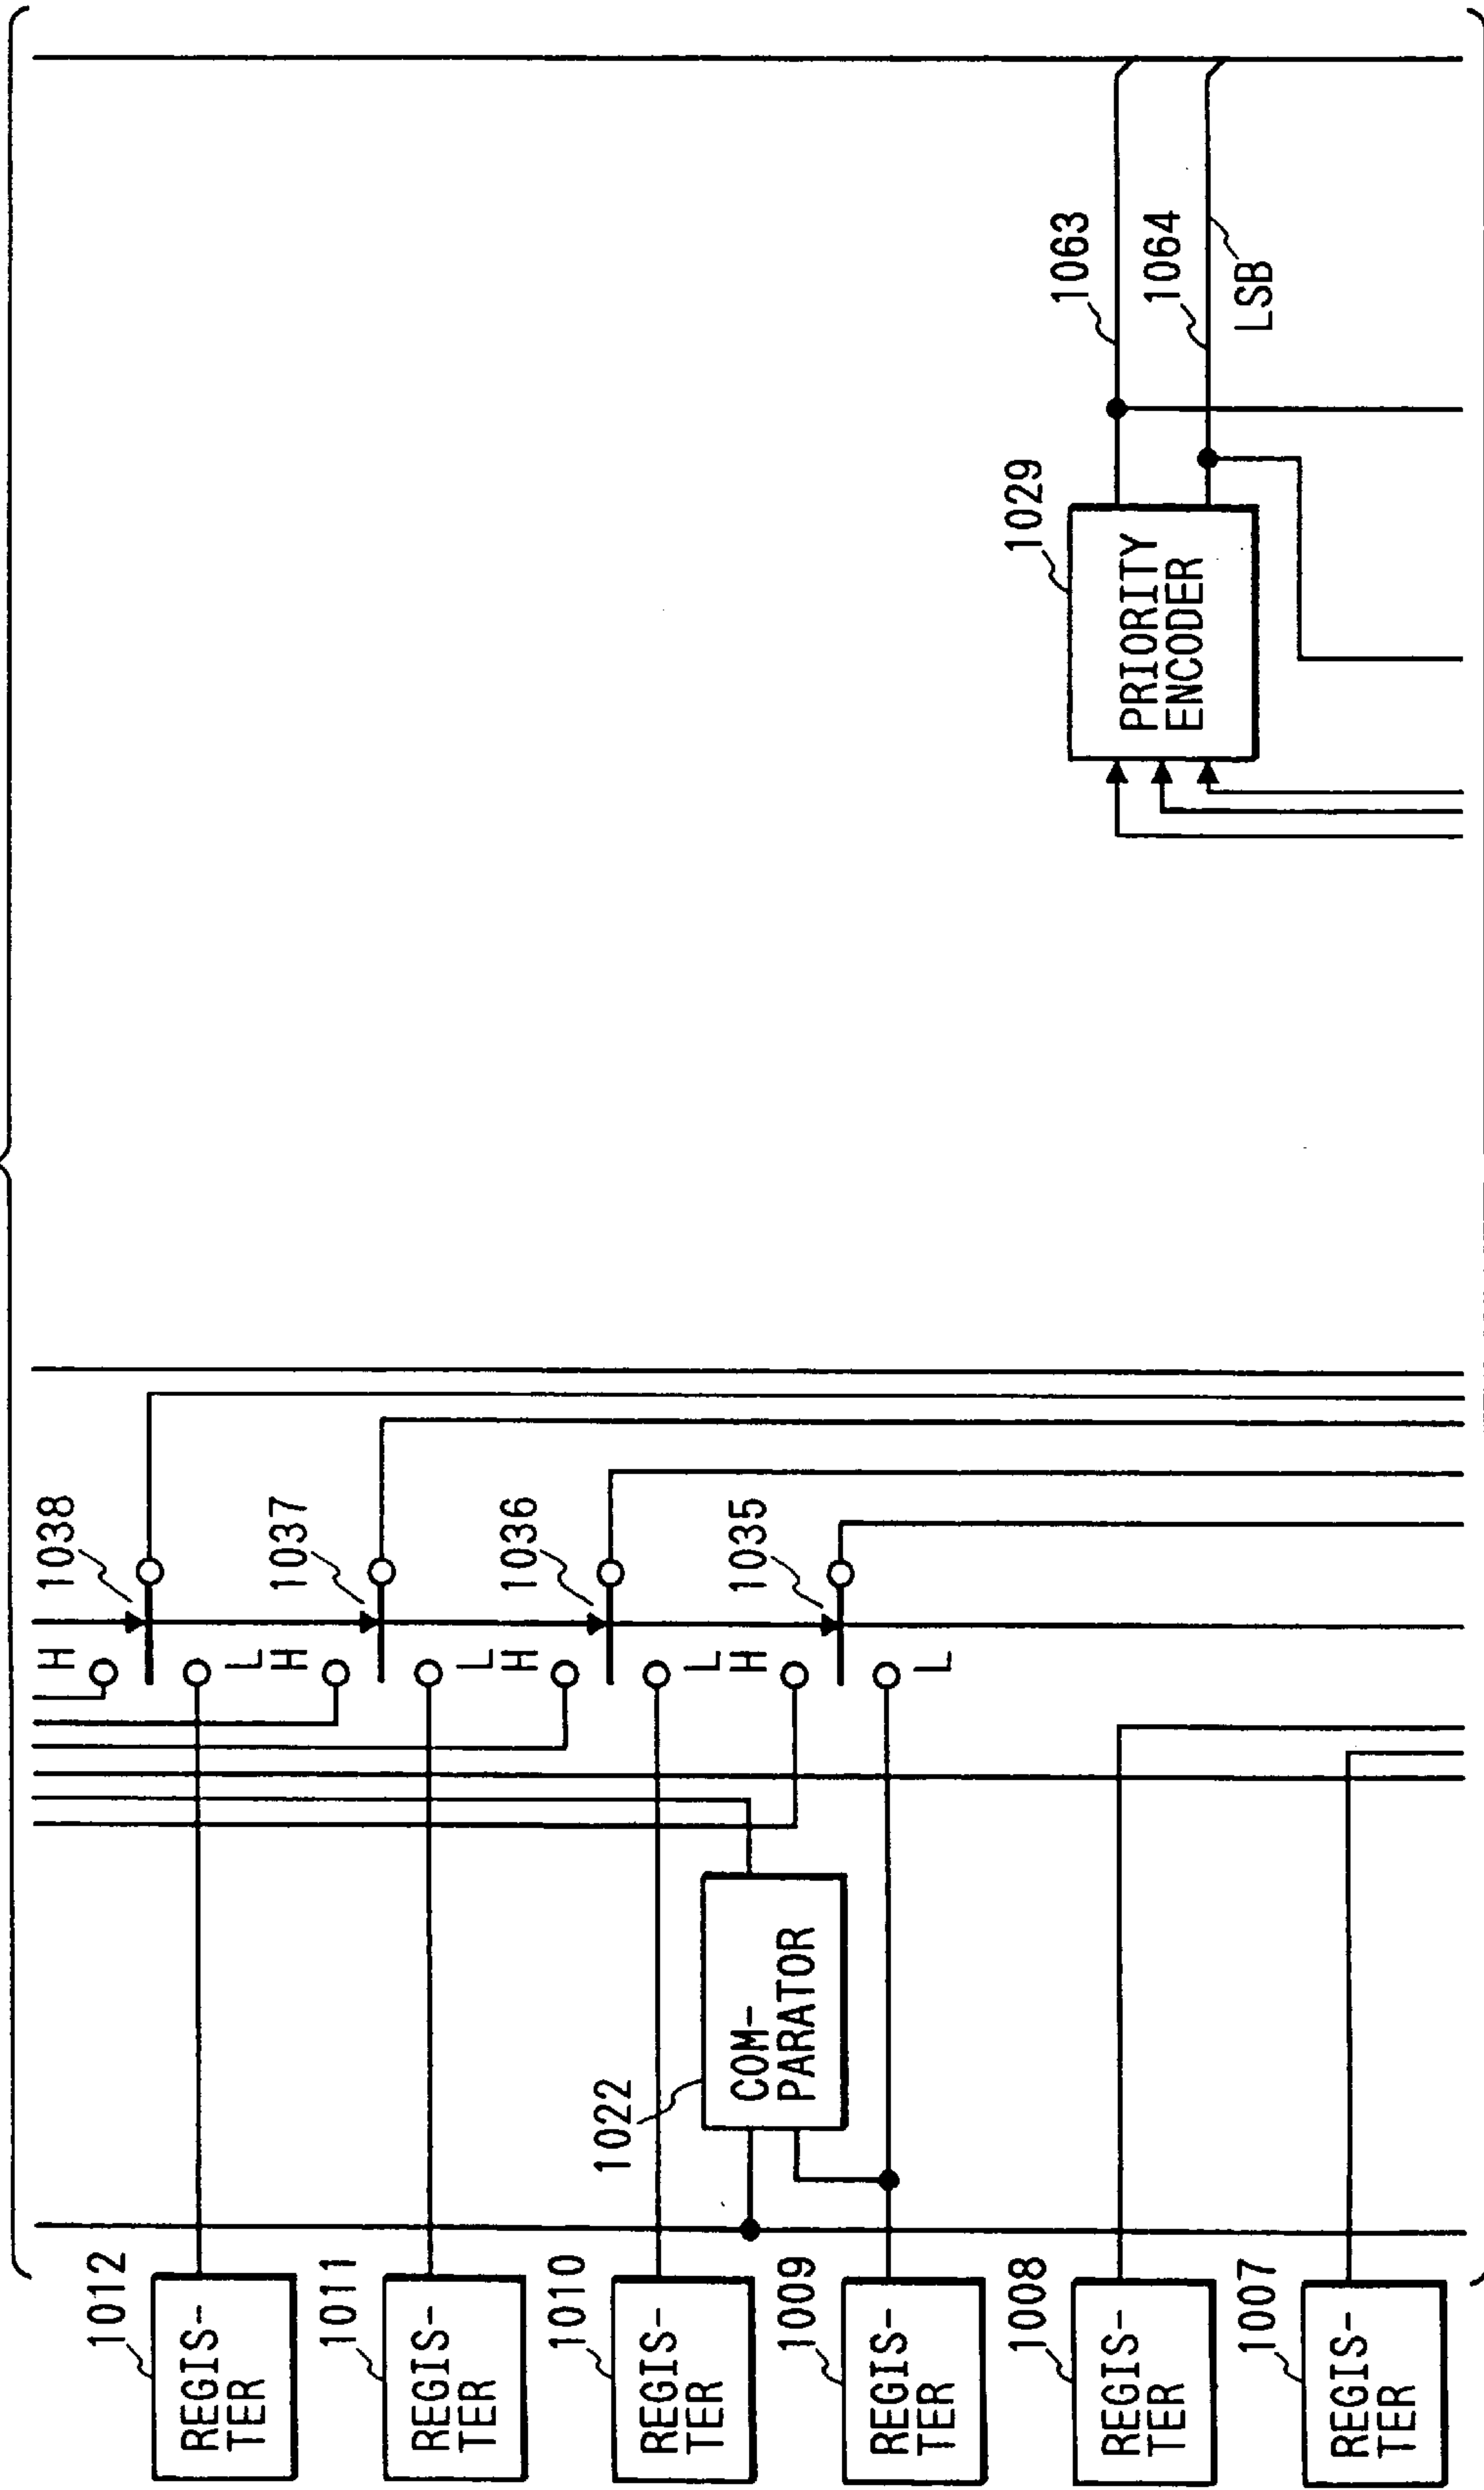 1012
REGIS-
TER
1011
REGIS-
TER
1010
REGIS-
TER
1009
REGIS-
TER
1008
REGIS-
TER
1007
REGIS-
TER
1022
COM-
PARATOR
H
1038
L
H
1037
L
H
1036
L
H
1035
L
1029
PRIORITY
ENCODER
1063
1064
LSB